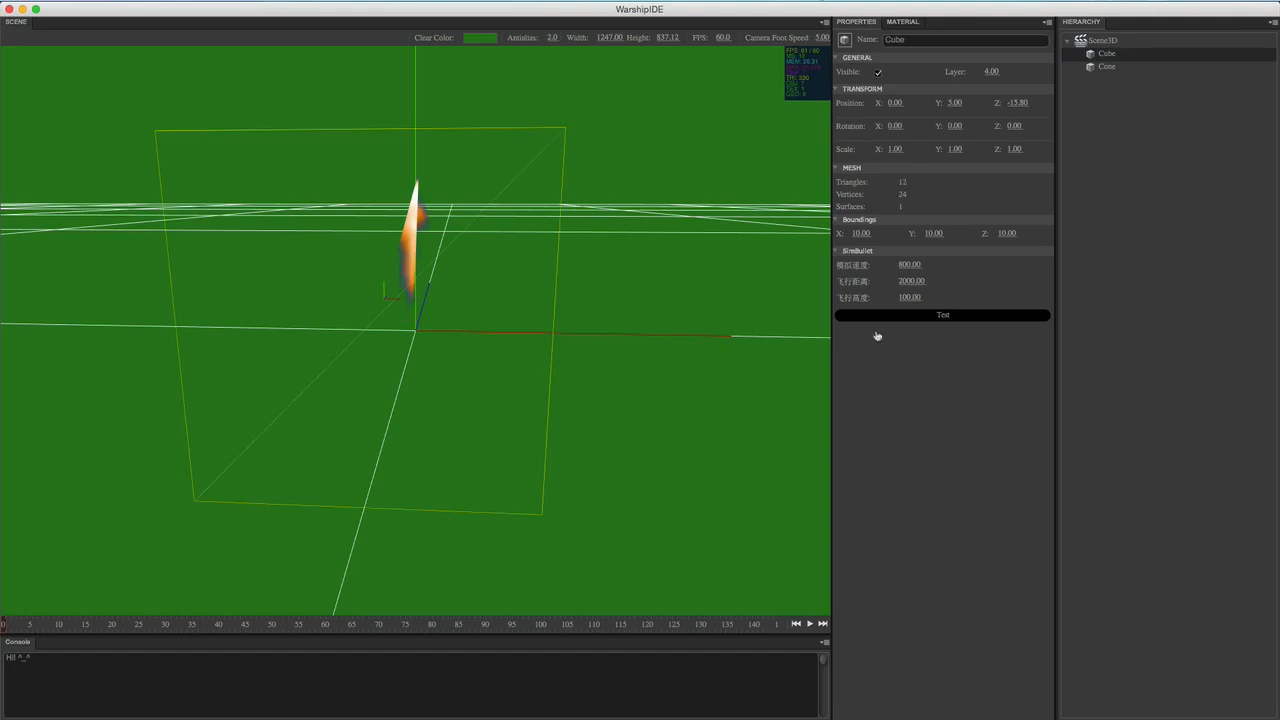 WarshipIDE
SCENE
Clear Color: Antialias: 2.0 Width: 1247.00 Height: 837.12 FPS: 60.0 Camera Foot Speed: 5.00
FPS: 61 / 60
TRI: 330
0 5 10 15 20 25 30 35 40 45 50 55 60 65 70 75 80 85 90 95 100 105 110 115 120 125 130 135 140 1
Console
Hi! ^_^
PROPERTIES MATERIAL
Name: Cube
GENERAL
Visible: Layer: 4.00
TRANSFORM
Position: X: 0.00 Y: 5.00 Z: -15.80
Rotation: X: 0.00 Y: 0.00 Z: 0.00
Scale: X: 1.00 Y: 1.00 Z: 1.00
MESH
Triangles: 12
Vertices: 24
Surfaces: 1
Boundings
X: 10.00 Y: 10.00 Z: 10.00
SimBullet
模拟速度: 800.00
飞行距离: 2000.00
飞行高度: 100.00
Test
HIERARCHY
Scene3D
Cube
Cone